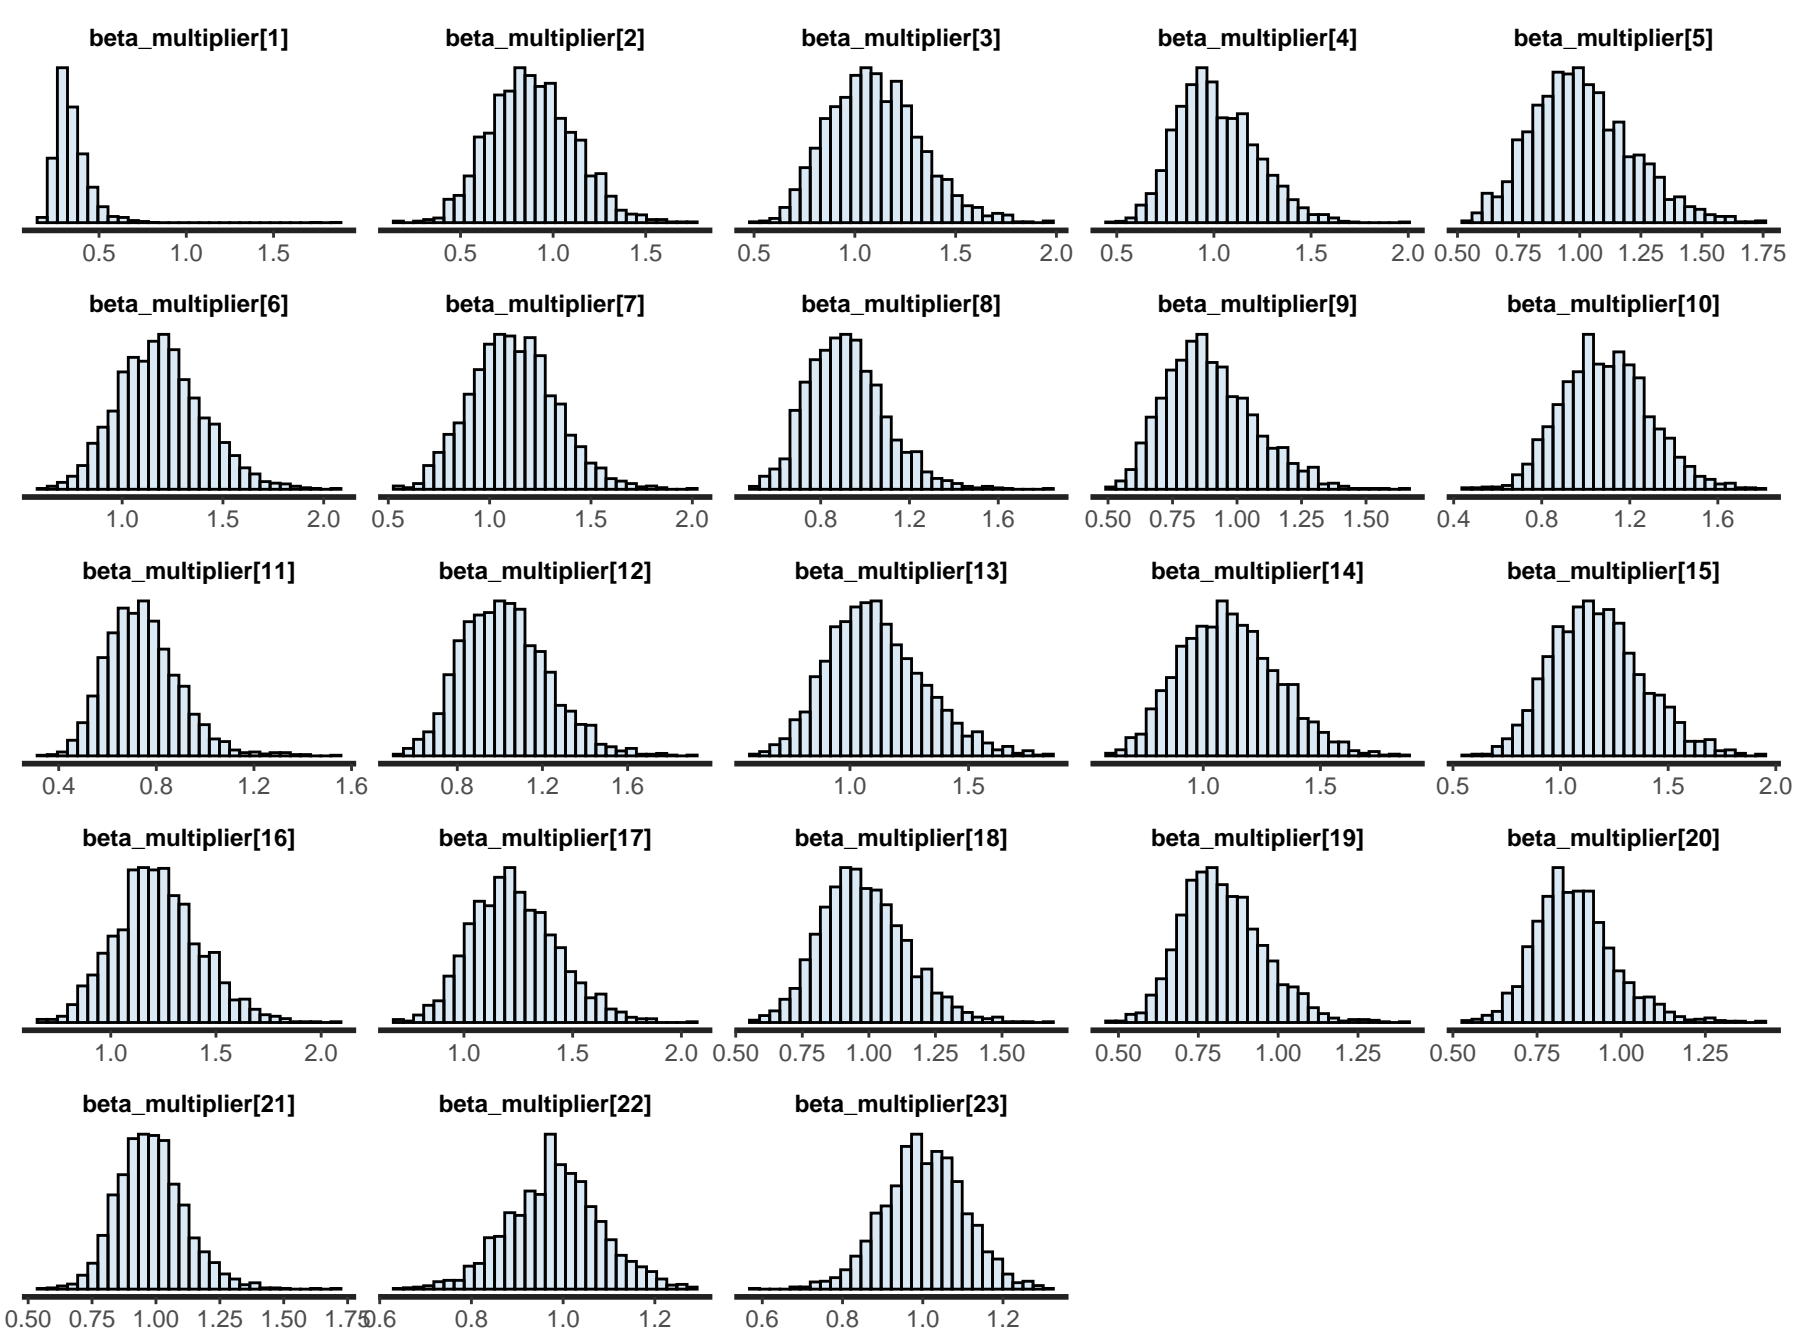 beta_multiplier[1] beta_multiplier[2] beta_multiplier[3] beta_multiplier[4] beta_multiplier[5]
0.5 1.0 1.5 0.5 1.0 1.5 0.5 1.0 1.5 2.0 0.5 1.0 1.5 2.0 0.50 0.75 1.00 1.25 1.50 1.75
beta_multiplier[6] beta_multiplier[7] beta_multiplier[8] beta_multiplier[9] beta_multiplier[10]
1.0 1.5 2.0 0.5 1.0 1.5 2.0 0.8 1.2 1.6 0.50 0.75 1.00 1.25 1.50 0.4 0.8 1.2 1.6
beta_multiplier[11] beta_multiplier[12] beta_multiplier[13] beta_multiplier[14] beta_multiplier[15]
0.4 0.8 1.2 1.6 0.8 1.2 1.6 1.0 1.5 1.0 1.5 0.5 1.0 1.5 2.0
beta_multiplier[16] beta_multiplier[17] beta_multiplier[18] beta_multiplier[19] beta_multiplier[20]
1.0 1.5 2.0 1.0 1.5 2.0 0.50 0.75 1.00 1.25 1.50 0.50 0.75 1.00 1.25 0.50 0.75 1.00 1.25
beta_multiplier[21] beta_multiplier[22] beta_multiplier[23]
0.50 0.75 1.00 1.25 1.50 1.75 0.6 0.8 1.0 1.2 0.6 0.8 1.0 1.2